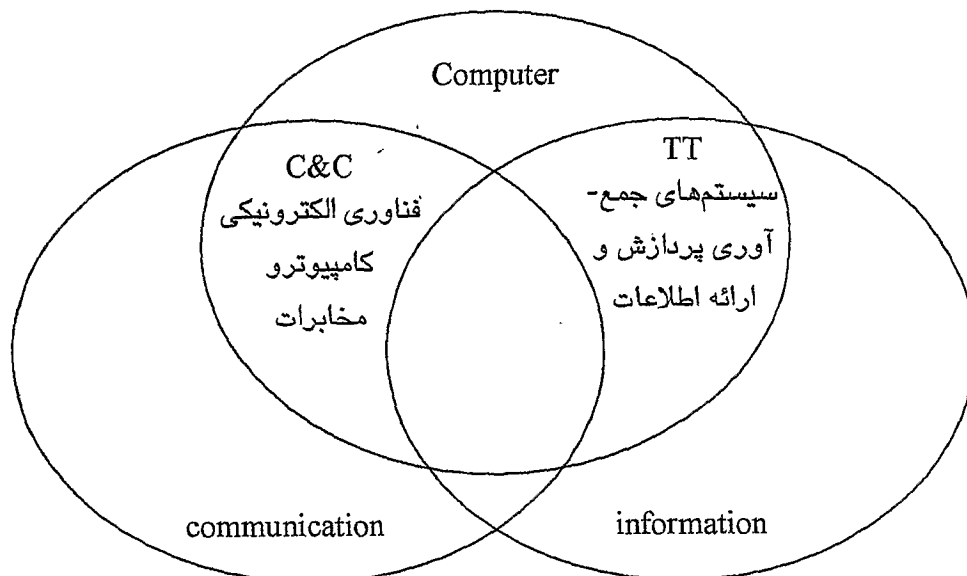 Computer
C&C
فناوری الکترونیکی
کامپیوترو
مخابرات
TT
سیستم‌های جمع-
آوری پردازش و
ارائه اطلاعات
communication
information